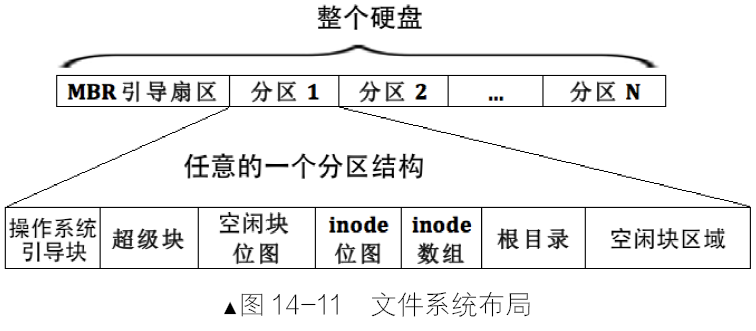 整个硬盘
MBR 引导扇区 分区 1 分区 2 ... 分区 N
任意的一个分区结构
操作系统
引导块
超级块
空闲块
位图
inode
位图
inode
数组
根目录
空闲块区域
▲图 14-11 文件系统布局